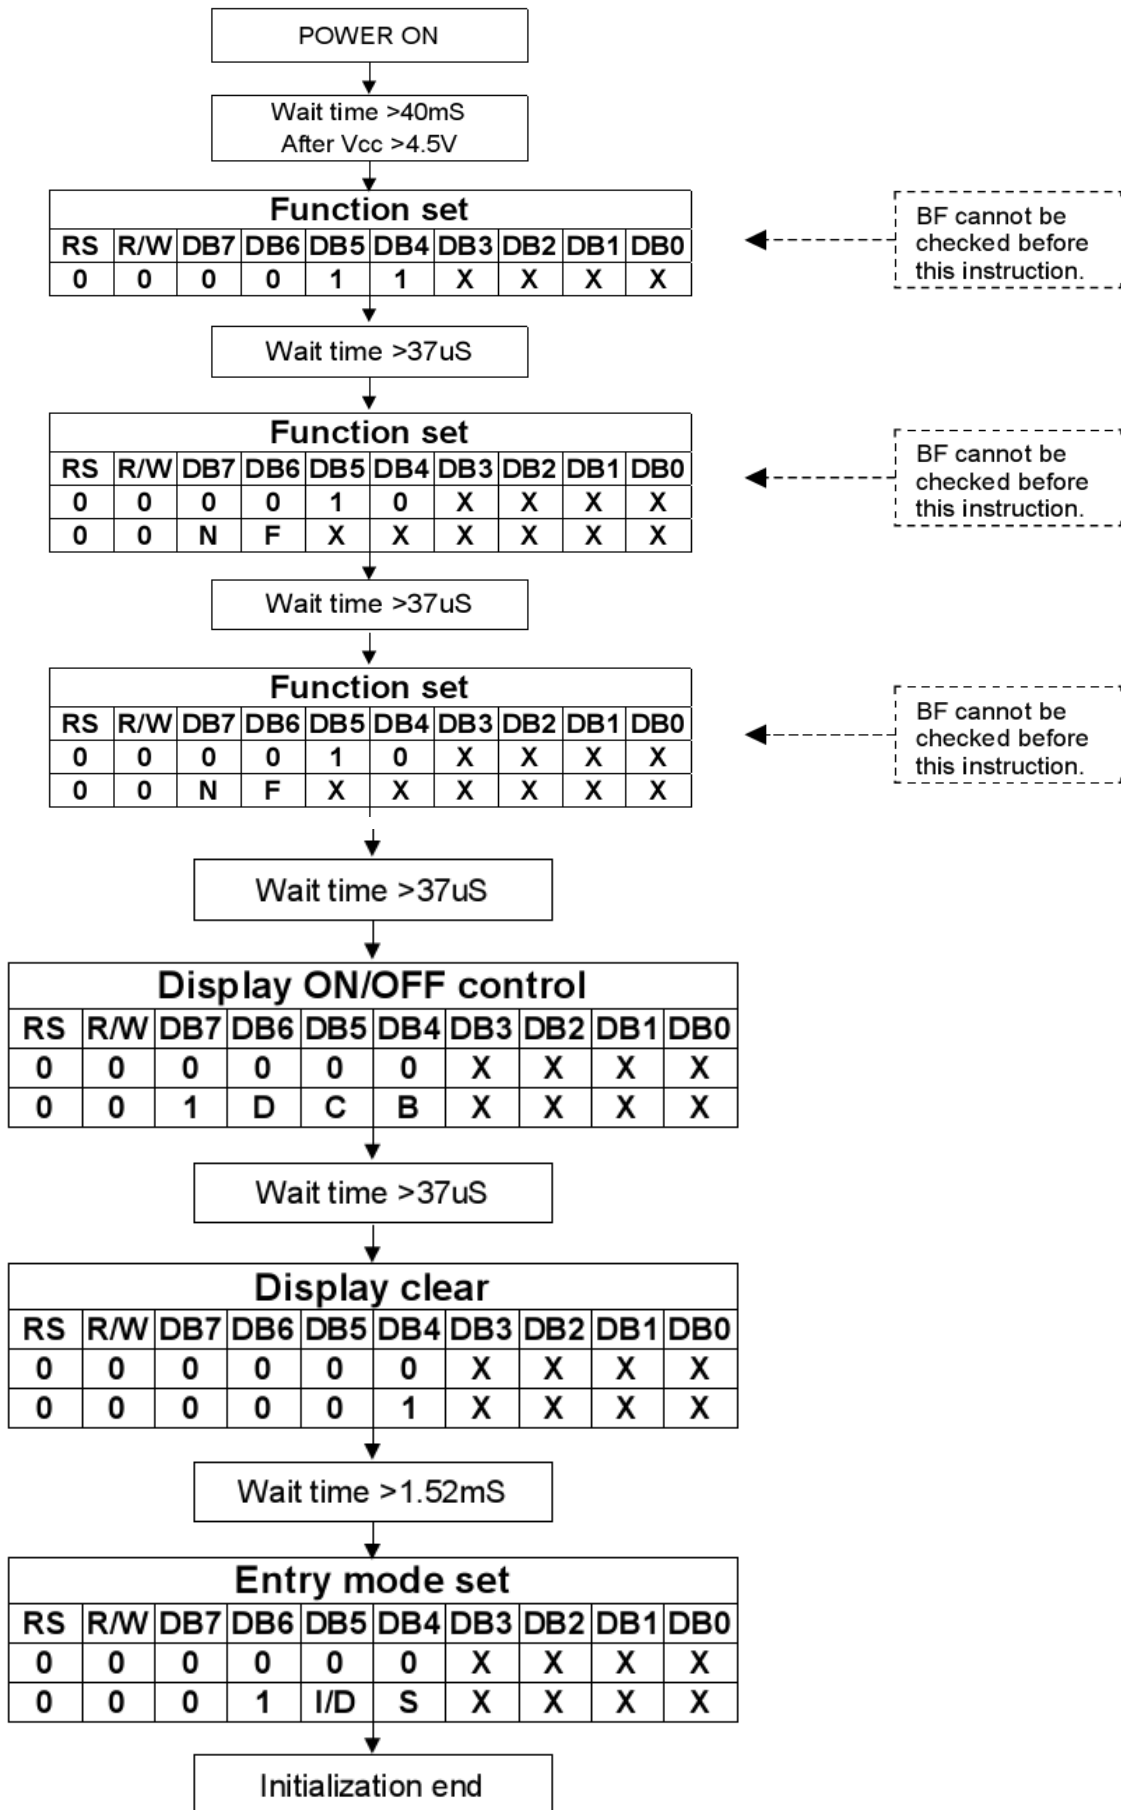 POWER ON
Wait time >40mS
After Vcc >4.5V
Function set
RS R/W DB7 DB6 DB5 DB4 DB3 DB2 DB1 DB0
0 0 0 0 1 1 X X X X
BF cannot be
checked before
this instruction.
Wait time >37uS
Function set
RS R/W DB7 DB6 DB5 DB4 DB3 DB2 DB1 DB0
0 0 0 0 1 0 X X X X
0 0 N F X X X X X X
BF cannot be
checked before
this instruction.
Wait time >37uS
Function set
RS R/W DB7 DB6 DB5 DB4 DB3 DB2 DB1 DB0
0 0 0 0 1 0 X X X X
0 0 N F X X X X X X
BF cannot be
checked before
this instruction.
Wait time >37uS
Display ON/OFF control
RS R/W DB7 DB6 DB5 DB4 DB3 DB2 DB1 DB0
0 0 0 0 0 0 X X X X
0 0 1 D C B X X X X
Wait time >37uS
Display clear
RS R/W DB7 DB6 DB5 DB4 DB3 DB2 DB1 DB0
0 0 0 0 0 0 X X X X
0 0 0 0 0 1 X X X X
Wait time >1.52mS
Entry mode set
RS R/W DB7 DB6 DB5 DB4 DB3 DB2 DB1 DB0
0 0 0 0 0 0 X X X X
0 0 0 1 I/D S X X X X
Initialization end